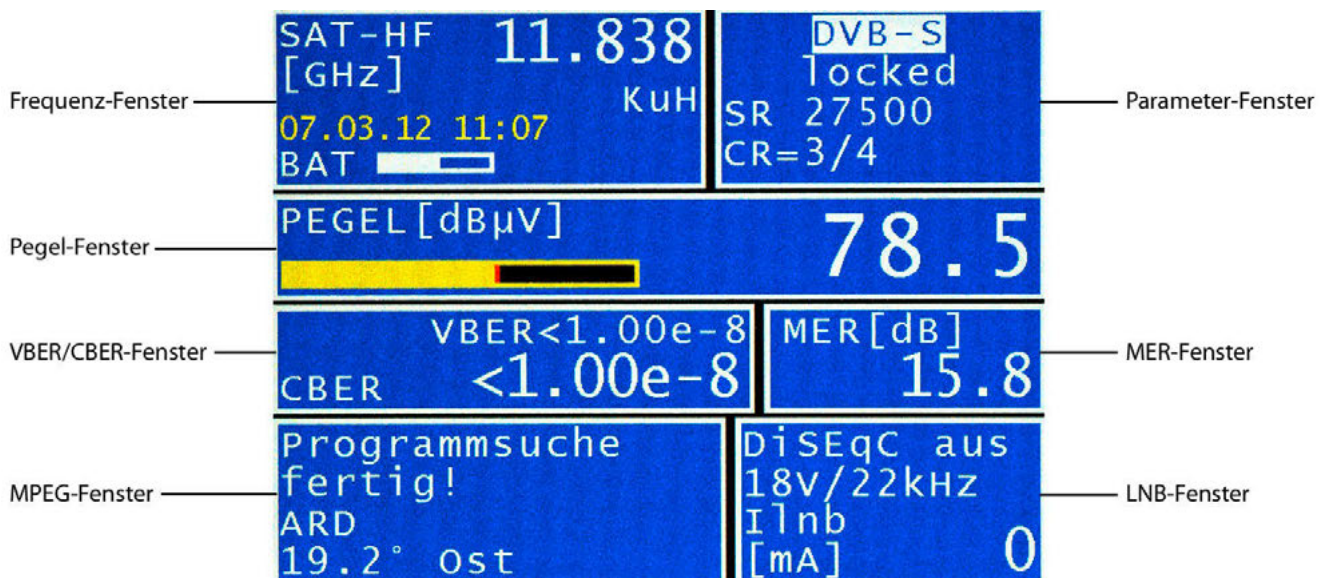 Frequenz-Fenster
SAT-HF 11.838
[GHz]
KuH
07.03.12 11:07
BAT
DVB-S
locked
SR 27500
CR=3/4
Parameter-Fenster
Pegel-Fenster
PEGEL[dBµV]
78.5
VBER/CBER-Fenster
VBER<1.00e-8
CBER <1.00e-8
MER[dB]
15.8
MER-Fenster
MPEG-Fenster
Programmsuche
fertig!
ARD
19.2° Ost
DiSEqC aus
18V/22kHz
Ilnb
[mA] 0
LNB-Fenster